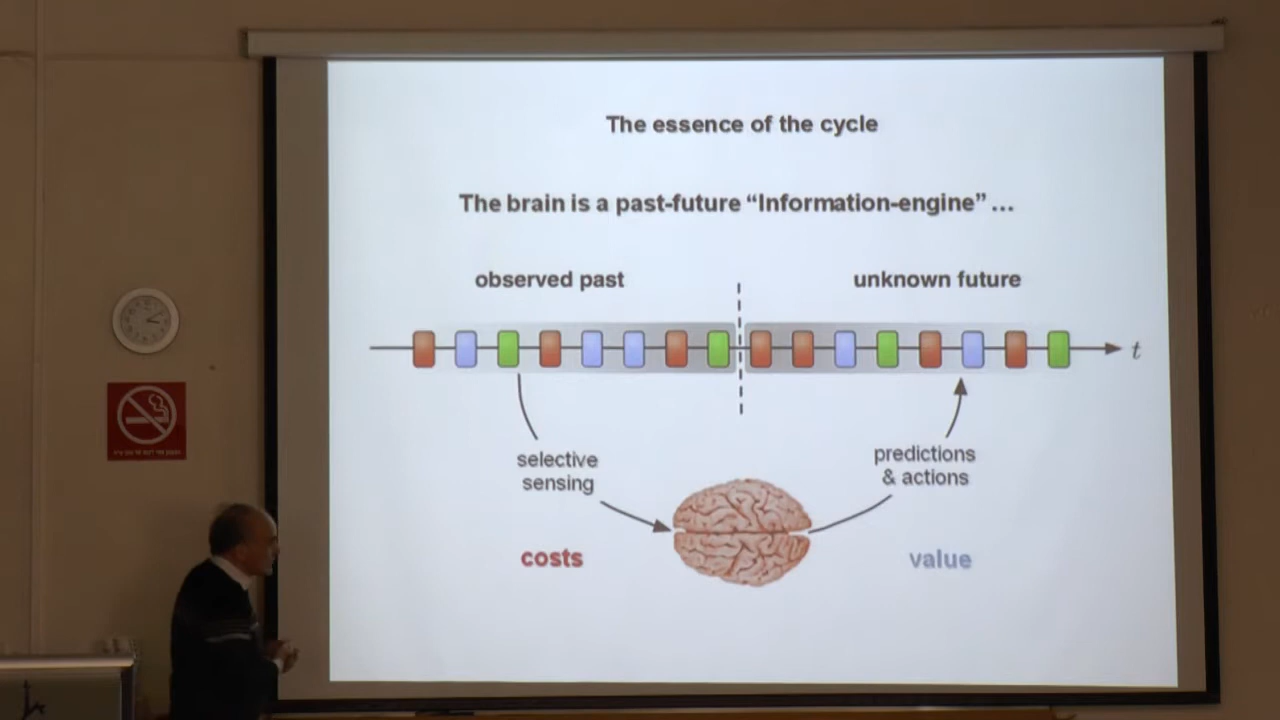 The essence of the cycle
The brain is a past-future “Information-engine” …
observed past
unknown future
t
selective
sensing
predictions
& actions
costs
value